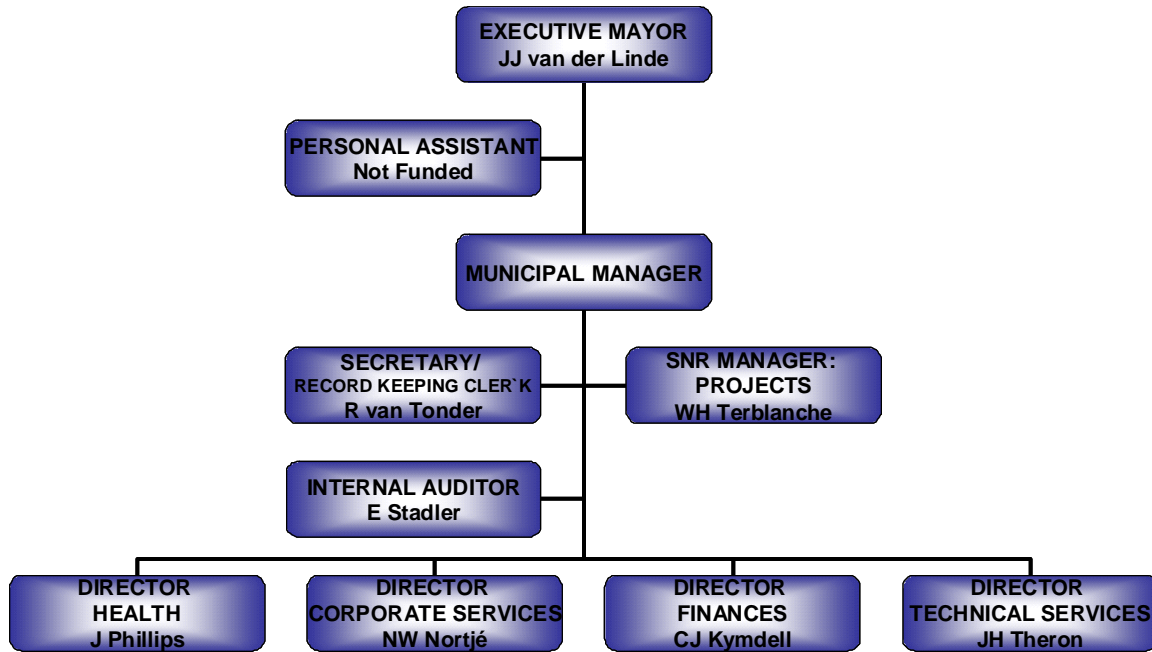 EXECUTIVE MAYOR
JJ van der Linde
PERSONAL ASSISTANT
Not Funded
MUNICIPAL MANAGER
SECRETARY/
RECORD KEEPING CLER`K
R van Tonder
SNR MANAGER:
PROJECTS
WH Terblanche
INTERNAL AUDITOR
E Stadler
DIRECTOR
HEALTH
J Phillips
DIRECTOR
CORPORATE SERVICES
NW Nortjé
DIRECTOR
FINANCES
CJ Kymdell
DIRECTOR
TECHNICAL SERVICES
JH Theron